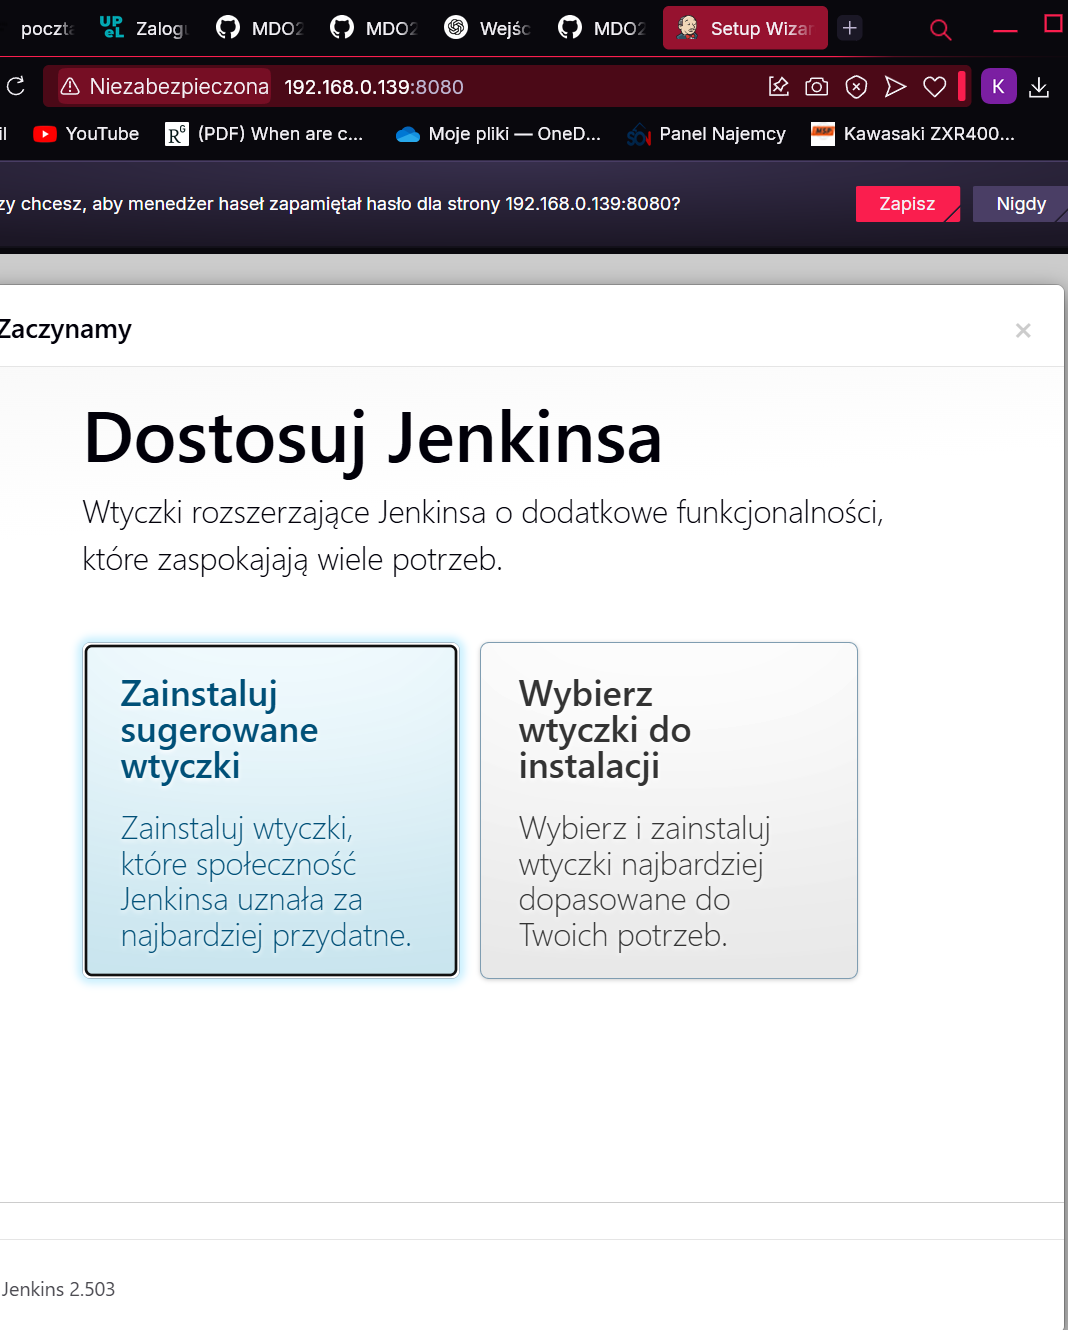 poczta Zalogu MDO2 MDO2 Wejśc MDO2 Setup Wizar
Niezabezpieczona 192.168.0.139:8080 K
il YouTube (PDF) When are c... Moje pliki — OneD... Panel Najemcy Kawasaki ZXR400...
zy chcesz, aby menedżer haseł zapamiętał hasło dla strony 192.168.0.139:8080? Zapisz Nigdy
Zaczynamy ×
Dostosuj Jenkinsa
Wtyczki rozszerzające Jenkinsa o dodatkowe funkcjonalności,
które zaspokajają wiele potrzeb.
Zainstaluj
sugerowane
wtyczki
Zainstaluj wtyczki,
które społeczność
Jenkinsa uznała za
najbardziej przydatne.
Wybierz
wtyczki do
instalacji
Wybierz i zainstaluj
wtyczki najbardziej
dopasowane do
Twoich potrzeb.
Jenkins 2.503